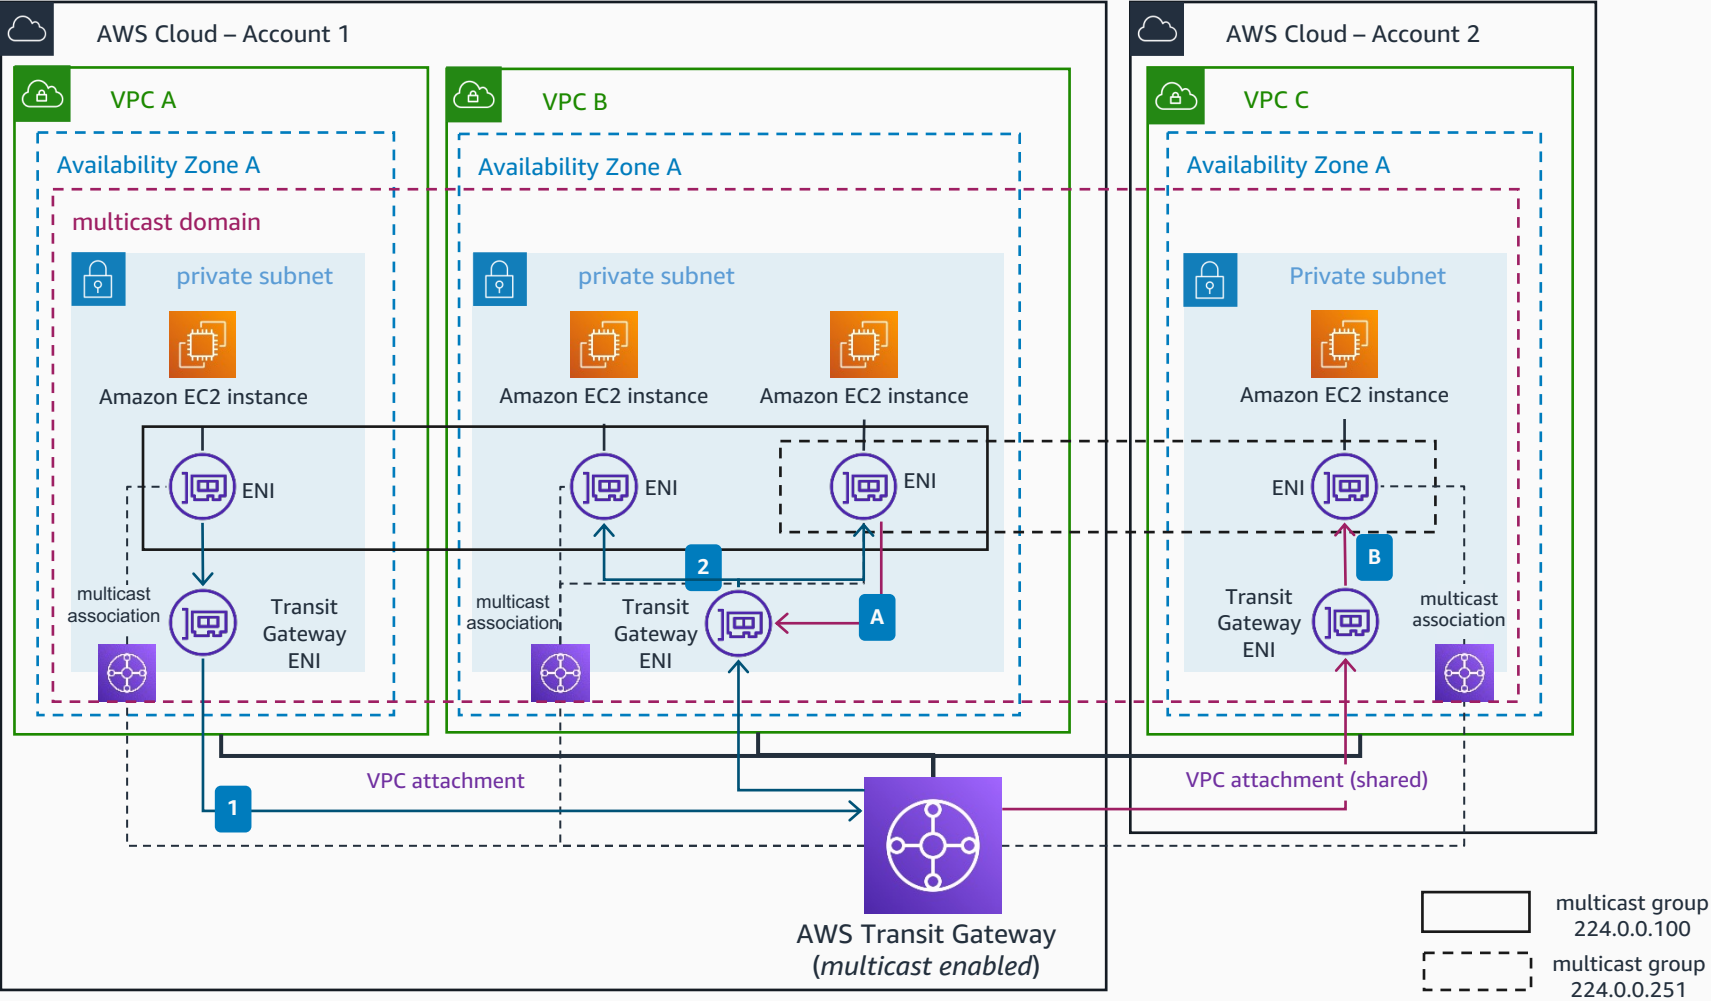 AWS Cloud – Account 1
AWS Cloud – Account 2
VPC A
VPC B
VPC C
Availability Zone A
Availability Zone A
Availability Zone A
multicast domain
private subnet
private subnet
Private subnet
Amazon EC2 instance
Amazon EC2 instance
Amazon EC2 instance
Amazon EC2 instance
ENI
ENI
ENI
ENI
2
B
multicast
association
Transit
Gateway
ENI
multicast
association
Transit
Gateway
ENI
A
Transit
Gateway
ENI
multicast
association
VPC attachment
VPC attachment (shared)
1
AWS Transit Gateway
(multicast enabled)
multicast group
224.0.0.100
multicast group
224.0.0.251